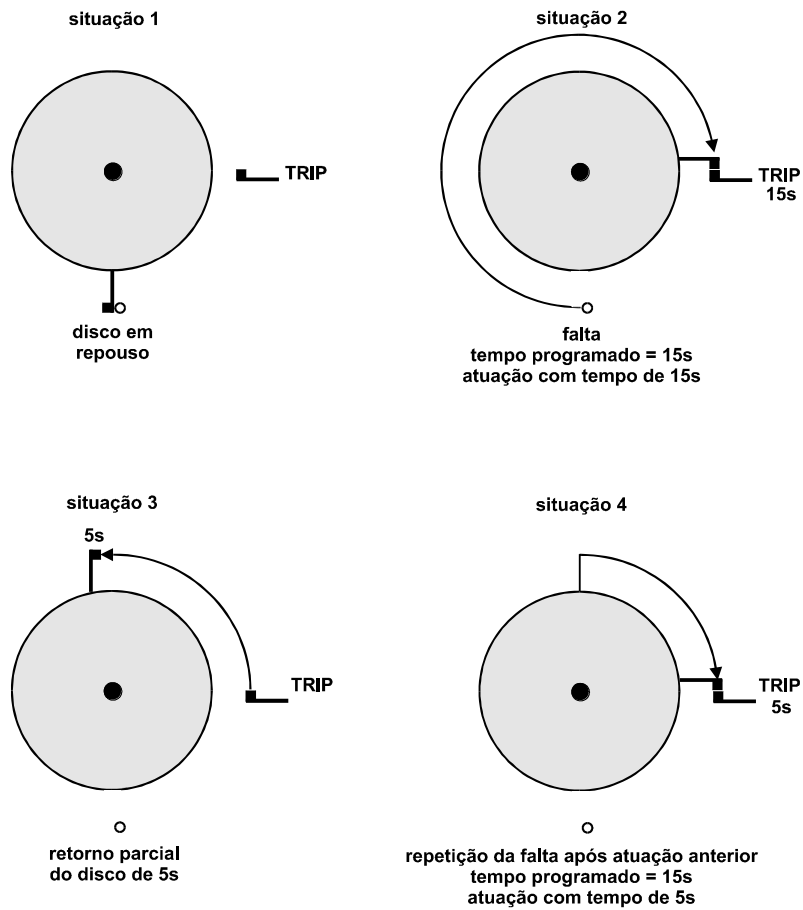 situação 1
TRIP
disco em
repouso
situação 2
TRIP
15s
falta
tempo programado = 15s
atuação com tempo de 15s
situação 3
5s
TRIP
retorno parcial
do disco de 5s
situação 4
TRIP
5s
repetição da falta após atuação anterior
tempo programado = 15s
atuação com tempo de 5s